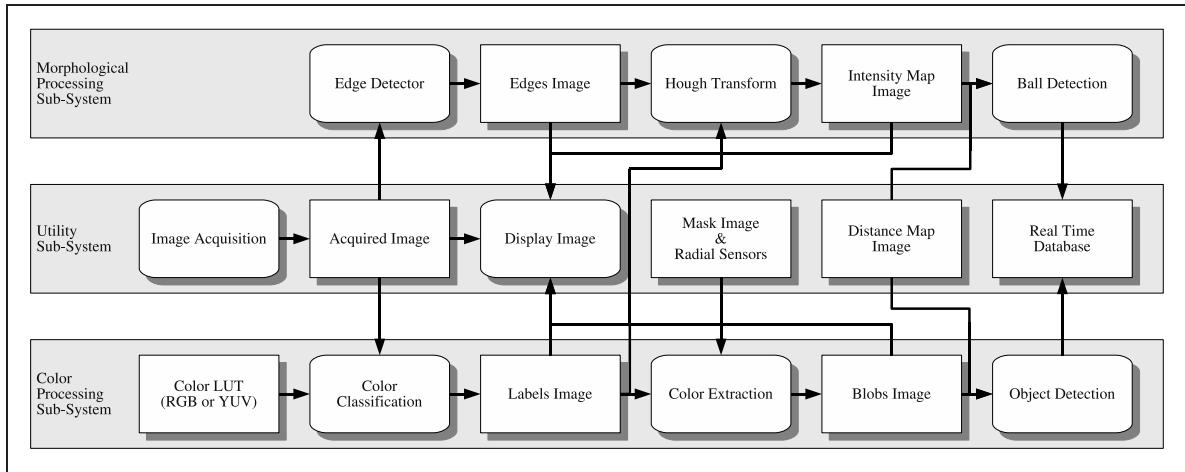 Morphological
Processing
Sub-System
Edge Detector
Edges Image
Hough Transform
Intensity Map
Image
Ball Detection
Utility
Sub-System
Image Acquisition
Acquired Image
Display Image
Mask Image
&
Radial Sensors
Distance Map
Image
Real Time
Database
Color
Processing
Sub-System
Color LUT
(RGB or YUV)
Color
Classification
Labels Image
Color Extraction
Blobs Image
Object Detection